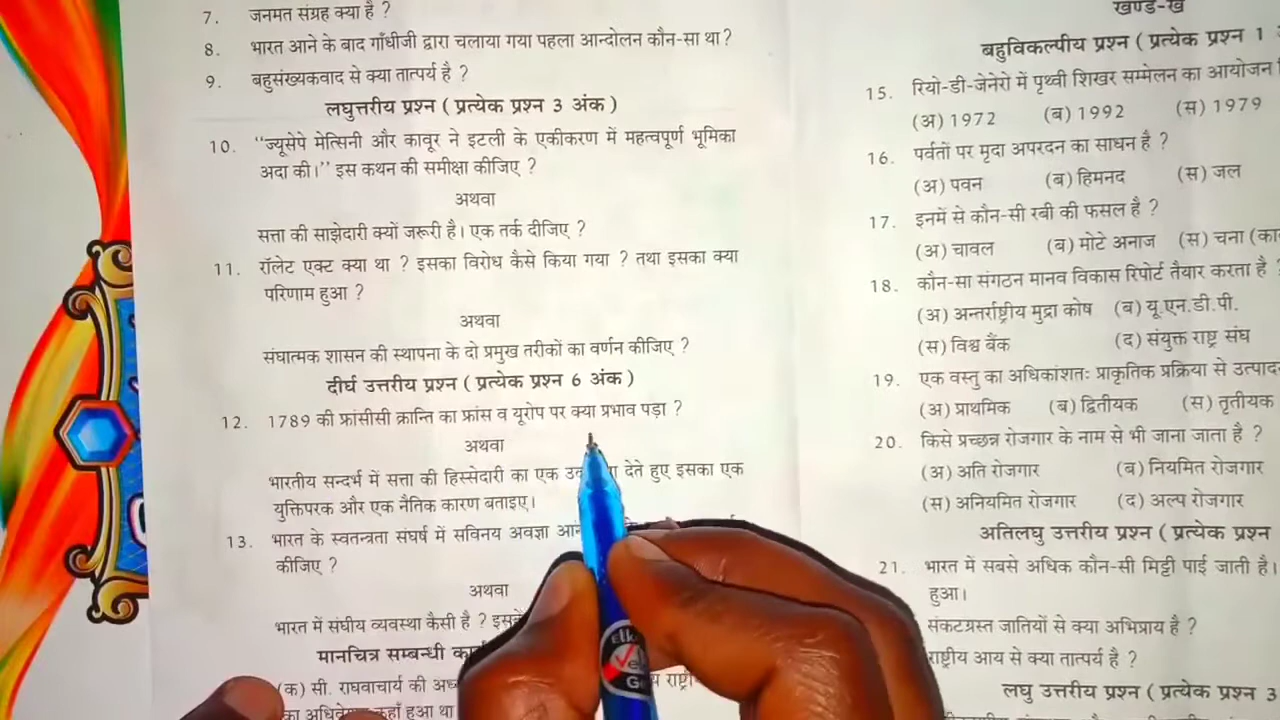 7. जनमत संग्रह क्या है ?
8. भारत आने के बाद गाँधीजी द्वारा चलाया गया पहला आन्दोलन कौन-सा था?
9. बहुसंख्यकवाद से क्या तात्पर्य है ?
लघुत्तरीय प्रश्न ( प्रत्येक प्रश्न 3 अंक )
10. ‘‘ज्यूसेपे मेत्सिनी और कावूर ने इटली के एकीकरण में महत्वपूर्ण भूमिका
अदा की।’’ इस कथन की समीक्षा कीजिए ?
अथवा
सत्ता की साझेदारी क्यों जरूरी है। एक तर्क दीजिए ?
11. रॉलेट एक्ट क्या था ? इसका विरोध कैसे किया गया ? तथा इसका क्या
परिणाम हुआ ?
अथवा
संघात्मक शासन की स्थापना के दो प्रमुख तरीकों का वर्णन कीजिए ?
दीर्घ उत्तरीय प्रश्न ( प्रत्येक प्रश्न 6 अंक )
12. 1789 की फ्रांसीसी क्रान्ति का फ्रांस व यूरोप पर क्या प्रभाव पड़ा ?
अथवा
भारतीय सन्दर्भ में सत्ता की हिस्सेदारी का एक देते हुए इसका एक
युक्तिपरक और एक नैतिक कारण बताइए।
13. भारत के स्वतन्त्रता संघर्ष में सविनय अवज्ञा
कीजिए ?
अथवा
भारत में संघीय व्यवस्था कैसी है ?
मानचित्र सम्बन्धी
(क) सी. राघवाचार्य की
का अधिवेशन कहाँ हुआ था
खण्ड-ख
बहुविकल्पीय प्रश्न ( प्रत्येक प्रश्न 1
15. रियो-डी-जेनेरो में पृथ्वी शिखर सम्मेलन का आयोजन
(अ) 1972 (ब) 1992 (स) 1979
16. पर्वतों पर मृदा अपरदन का साधन है ?
(अ) पवन (ब) हिमनद (स) जल
17. इनमें से कौन-सी रबी की फसल है ?
(अ) चावल (ब) मोटे अनाज (स) चना
18. कौन-सा संगठन मानव विकास रिपोर्ट तैयार करता है ?
(अ) अन्तर्राष्ट्रीय मुद्रा कोष (ब) यू.एन.डी.पी.
(स) विश्व बैंक (द) संयुक्त राष्ट्र संघ
19. एक वस्तु का अधिकांशतः प्राकृतिक प्रक्रिया से
(अ) प्राथमिक (ब) द्वितीयक (स) तृतीयक
20. किसे प्रच्छन्न रोजगार के नाम से भी जाना जाता है ?
(अ) अति रोजगार (ब) नियमित रोजगार
(स) अनियमित रोजगार (द) अल्प रोजगार
अतिलघु उत्तरीय प्रश्न ( प्रत्येक प्रश्न
21. भारत में सबसे अधिक कौन-सी मिट्टी पाई जाती है।
हुआ।
संकटग्रस्त जातियों से क्या अभिप्राय है ?
राष्ट्रीय आय से क्या तात्पर्य है ?
लघु उत्तरीय प्रश्न ( प्रत्येक प्रश्न 3